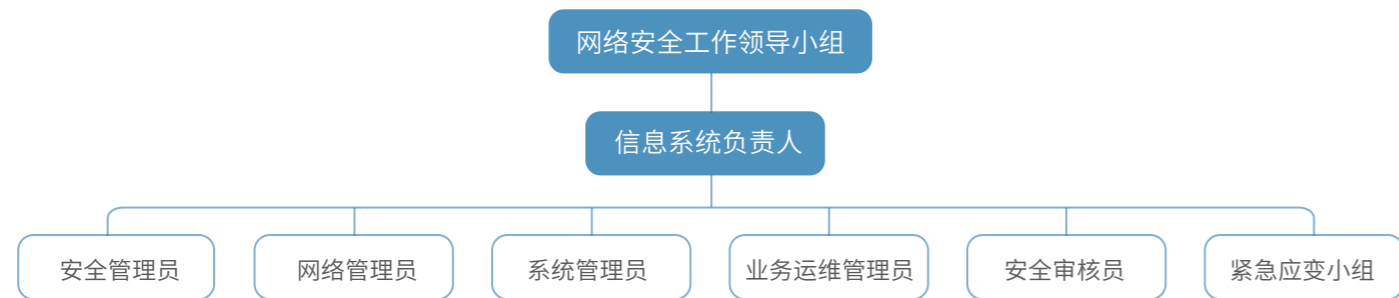 网络安全工作领导小组
信息系统负责人
安全管理员
网络管理员
系统管理员
业务运维管理员
安全审核员
紧急应变小组